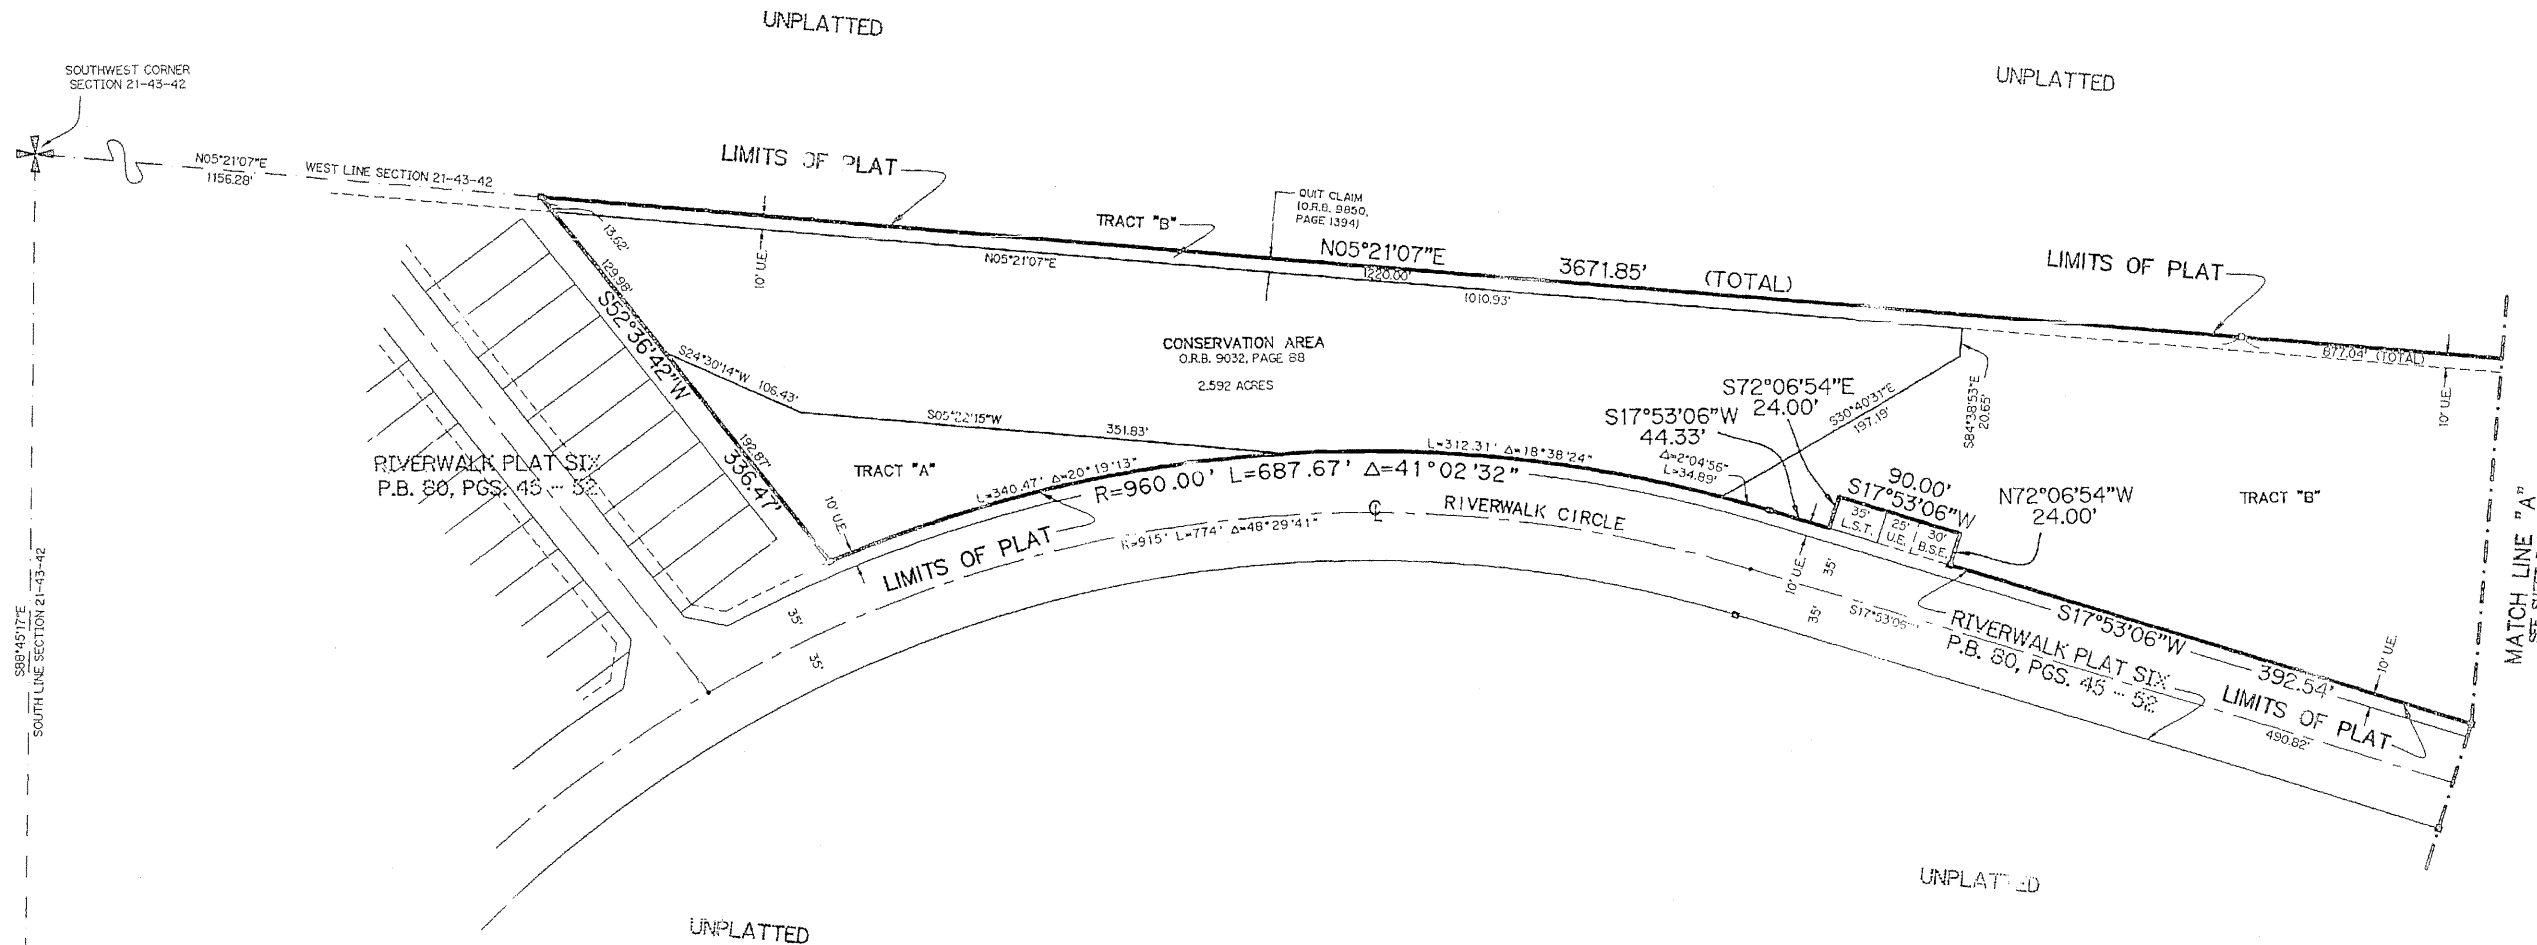 UNPLATTED
UNPLATTED
SOUTHWEST CORNER
SECTION 21-43-42
N05°21'07"E
1156.28'
WEST LINE SECTION 21-43-42
LIMITS OF PLAT
TRACT "B"
QUIT CLAIM
(O.R.B. 9850,
PAGE 1394)
N05°21'07"E
3671.85' (TOTAL)
LIMITS OF PLAT
13.62'
10' U.E.
N05°21'07"E
1220.00'
1010.93'
877.04' (TOTAL)
10' U.E.
129.98'
S52°36'42"W
336.47'
192.87'
S24°30'14"W 106.43'
CONSERVATION AREA
O.R.B. 9032, PAGE 88
2.592 ACRES
S05°22'15"W
351.83'
S72°06'54"E
24.00'
S17°53'06"W
44.33'
S30°40'31"E
197.19'
S84°38'53"E
20.65'
RIVERWALK PLAT SIX
P.B. 80, PGS. 45 - 52
TRACT "A"
10' U.E.
L=340.47' Δ=20°19'13"
L=312.31' Δ=18°38'24"
Δ=2°04'56"
L=34.89'
R=960.00' L=687.67' Δ=41°02'32"
90.00'
S17°53'06"W
N72°06'54"W
24.00'
TRACT "B"
35'
L.S.T.
25'
U.E.
30'
B.S.E.
LIMITS OF PLAT
R=915' L=774' Δ=48°29'41"
℄
RIVERWALK CIRCLE
10' U.E.
35'
35'
35'
35'
S17°53'06"
RIVERWALK PLAT SIX
P.B. 80, PGS. 45 - 52
S17°53'06"W
392.54'
10' U.E.
LIMITS OF PLAT
490.82'
MATCH LINE "A"
S88°45'17"E
SOUTH LINE SECTION 21-43-42
UNPLATTED
UNPLATTED